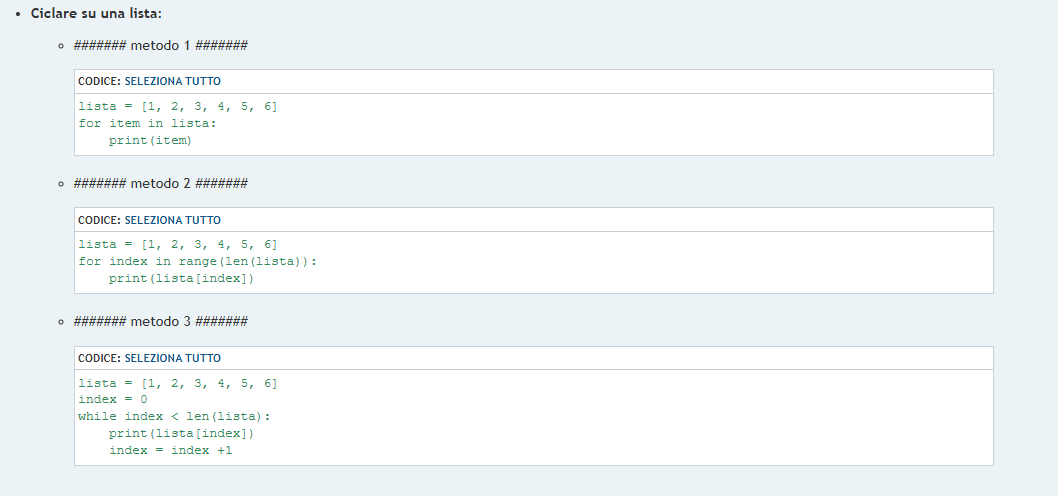 Ciclare su una lista:
####### metodo 1 #######
CODICE: SELEZIONA TUTTO
lista = [1, 2, 3, 4, 5, 6]
for item in lista:
    print(item)
####### metodo 2 #######
CODICE: SELEZIONA TUTTO
lista = [1, 2, 3, 4, 5, 6]
for index in range(len(lista)):
    print(lista[index])
####### metodo 3 #######
CODICE: SELEZIONA TUTTO
lista = [1, 2, 3, 4, 5, 6]
index = 0
while index < len(lista):
    print(lista[index])
    index = index +1